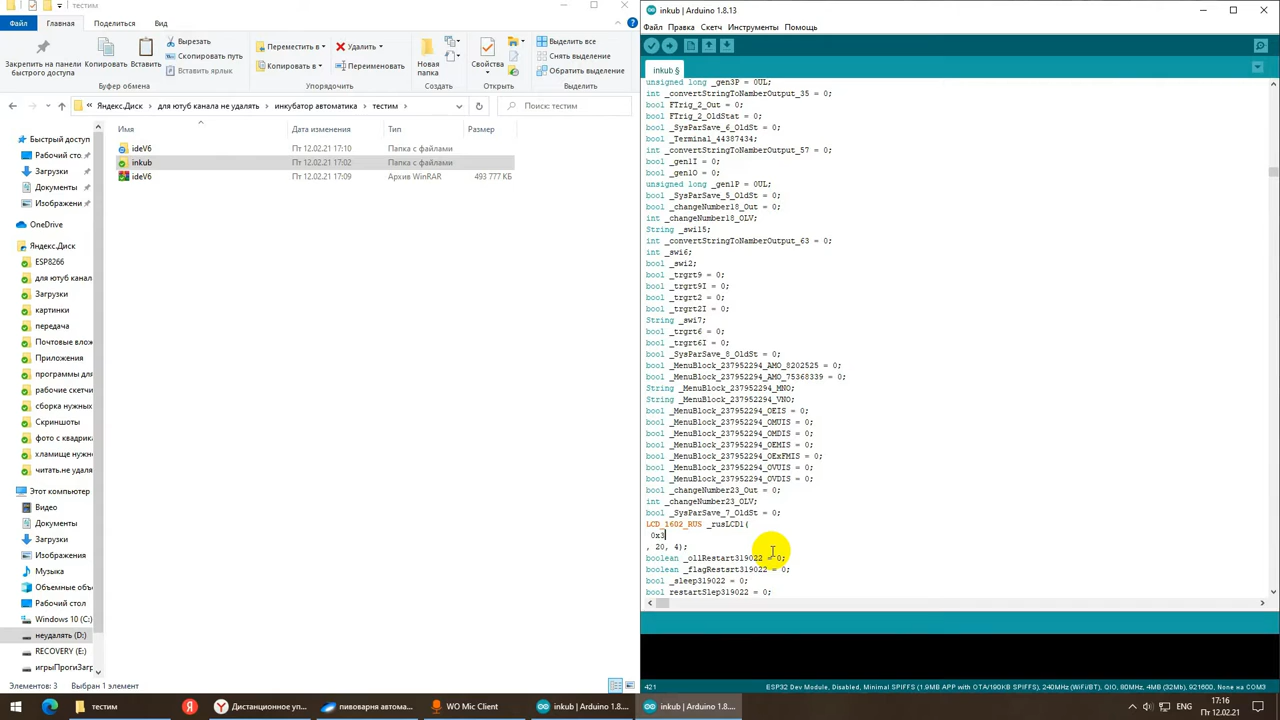 тестим
Файл
Главная
Поделиться
Вид
Закрепить на панели
быстрого доступа
Копировать
Вставить
Вырезать
Скопировать путь
Вставить ярлык
Буфер обмена
Переместить в
Копировать в
Удалить
Переименовать
Упорядочить
Новая
папка
Создать
Свойства
Открыть
Выделить все
Снять выделение
Обратить выделение
Выделить
Яндекс.Диск > для ютуб канала не удалять > инкубатор автоматика > тестим
Поиск: тестим
Имя Дата изменения Тип Размер
ideV6 Пт 12.02.21 17:10 Папка с файлами
inkub Пт 12.02.21 17:02 Папка с файлами
ideV6 Пт 12.02.21 17:09 Архив WinRAR 493 777 КБ
Быстрый доступ
Рабочий сто.
Загрузки
Документы
Изображени
OneDrive
Яндекс.Диск
ESP8266
для ютуб канал
Загрузки
картинки
передача
Почтовые влож
Приложения
программы для
рабочие скетчи
сборка нужных
Скриншоты
фото с квадрика
хламище нужн
читать.не удалят
Этот компьютер
Видео
Документы
Загрузки
Изображения
Музыка
Объемные объ
Рабочий стол
Windows 10 (C:)
неудалять (D:)
RECOVERY (E:)
игрыПрогиЗагр
Элементов: 3 Выбран 1 элемент
inkub | Arduino 1.8.13
Файл Правка Скетч Инструменты Помощь
inkub §
unsigned long _gen3P = 0UL;
int _convertStringToNamberOutput_35 = 0;
bool FTrig_2_Out = 0;
bool FTrig_2_OldStat = 0;
bool _SysParSave_6_OldSt = 0;
bool _Terminal_44387434;
int _convertStringToNamberOutput_57 = 0;
bool _gen1I = 0;
bool _gen1O = 0;
unsigned long _gen1P = 0UL;
bool _SysParSave_5_OldSt = 0;
bool _changeNumber18_Out = 0;
int _changeNumber18_OLV;
String _swi15;
int _convertStringToNamberOutput_63 = 0;
int _swi6;
bool _swi2;
bool _trgrt9 = 0;
bool _trgrt9I = 0;
bool _trgrt2 = 0;
bool _trgrt2I = 0;
String _swi7;
bool _trgrt6 = 0;
bool _trgrt6I = 0;
bool _SysParSave_8_OldSt = 0;
bool _MenuBlock_237952294_AMO_8202525 = 0;
bool _MenuBlock_237952294_AMO_75368339 = 0;
String _MenuBlock_237952294_MNO;
String _MenuBlock_237952294_VNO;
bool _MenuBlock_237952294_OEIS = 0;
bool _MenuBlock_237952294_OMUIS = 0;
bool _MenuBlock_237952294_OMDIS = 0;
bool _MenuBlock_237952294_OEMIS = 0;
bool _MenuBlock_237952294_OExFMIS = 0;
bool _MenuBlock_237952294_OVUIS = 0;
bool _MenuBlock_237952294_OVDIS = 0;
bool _changeNumber23_Out = 0;
int _changeNumber23_OLV;
bool _SysParSave_7_OldSt = 0;
LCD_1602_RUS _rusLCD1(
0x3
, 20, 4);
boolean _ollRestart319022 = 0;
boolean _flagRestsrt319022 = 0;
bool _sleep319022 = 0;
bool restartSlep319022 = 0;
421
ESP32 Dev Module, Disabled, Minimal SPIFFS (1.9MB APP with OTA/190KB SPIFFS), 240MHz (WiFi/BT), QIO, 80MHz, 4MB (32Mb), 921600, None на COM3
тестим
Дистанционное уп...
пивоварня автома...
WO Mic Client
inkub | Arduino 1.8....
inkub | Arduino 1.8....
ENG
17:16
Пт 12.02.21